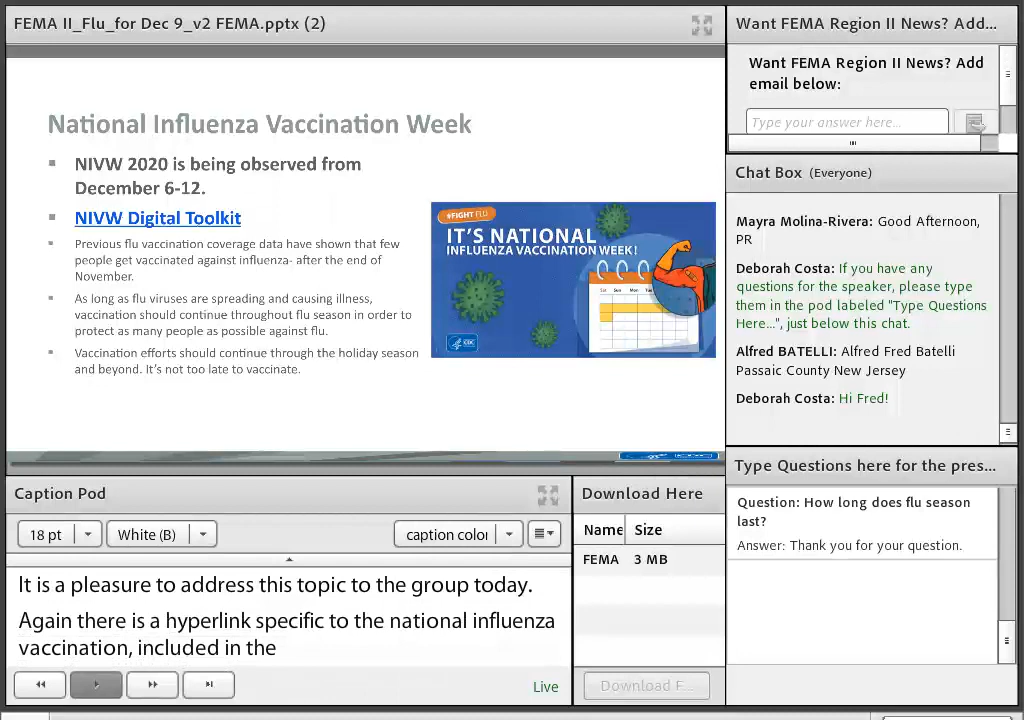 FEMA II_Flu_for Dec 9_v2 FEMA.pptx (2)
National Influenza Vaccination Week
NIVW 2020 is being observed from
December 6-12.
NIVW Digital Toolkit
Previous flu vaccination coverage data have shown that few
people get vaccinated against influenza- after the end of
November.
As long as flu viruses are spreading and causing illness,
vaccination should continue throughout flu season in order to
protect as many people as possible against flu.
Vaccination efforts should continue through the holiday season
and beyond. It's not too late to vaccinate.
#FIGHT FLU
IT'S NATIONAL
INFLUENZA VACCINATION WEEK!
Sat Sun Mon Tue
CDC
Want FEMA Region II News? Add...
Want FEMA Region II News? Add
email below:
Type your answer here...
Chat Box (Everyone)
Mayra Molina-Rivera: Good Afternoon,
PR
Deborah Costa: If you have any
questions for the speaker, please type
them in the pod labeled "Type Questions
Here...", just below this chat.
Alfred BATELLI: Alfred Fred Batelli
Passaic County New Jersey
Deborah Costa: Hi Fred!
Type Questions here for the pres...
Question: How long does flu season
last?
Answer: Thank you for your question.
Caption Pod
18 pt
White (B)
caption color
It is a pleasure to address this topic to the group today.
Again there is a hyperlink specific to the national influenza
vaccination, included in the
Live
Download Here
Name Size
FEMA 3 MB
Download F...